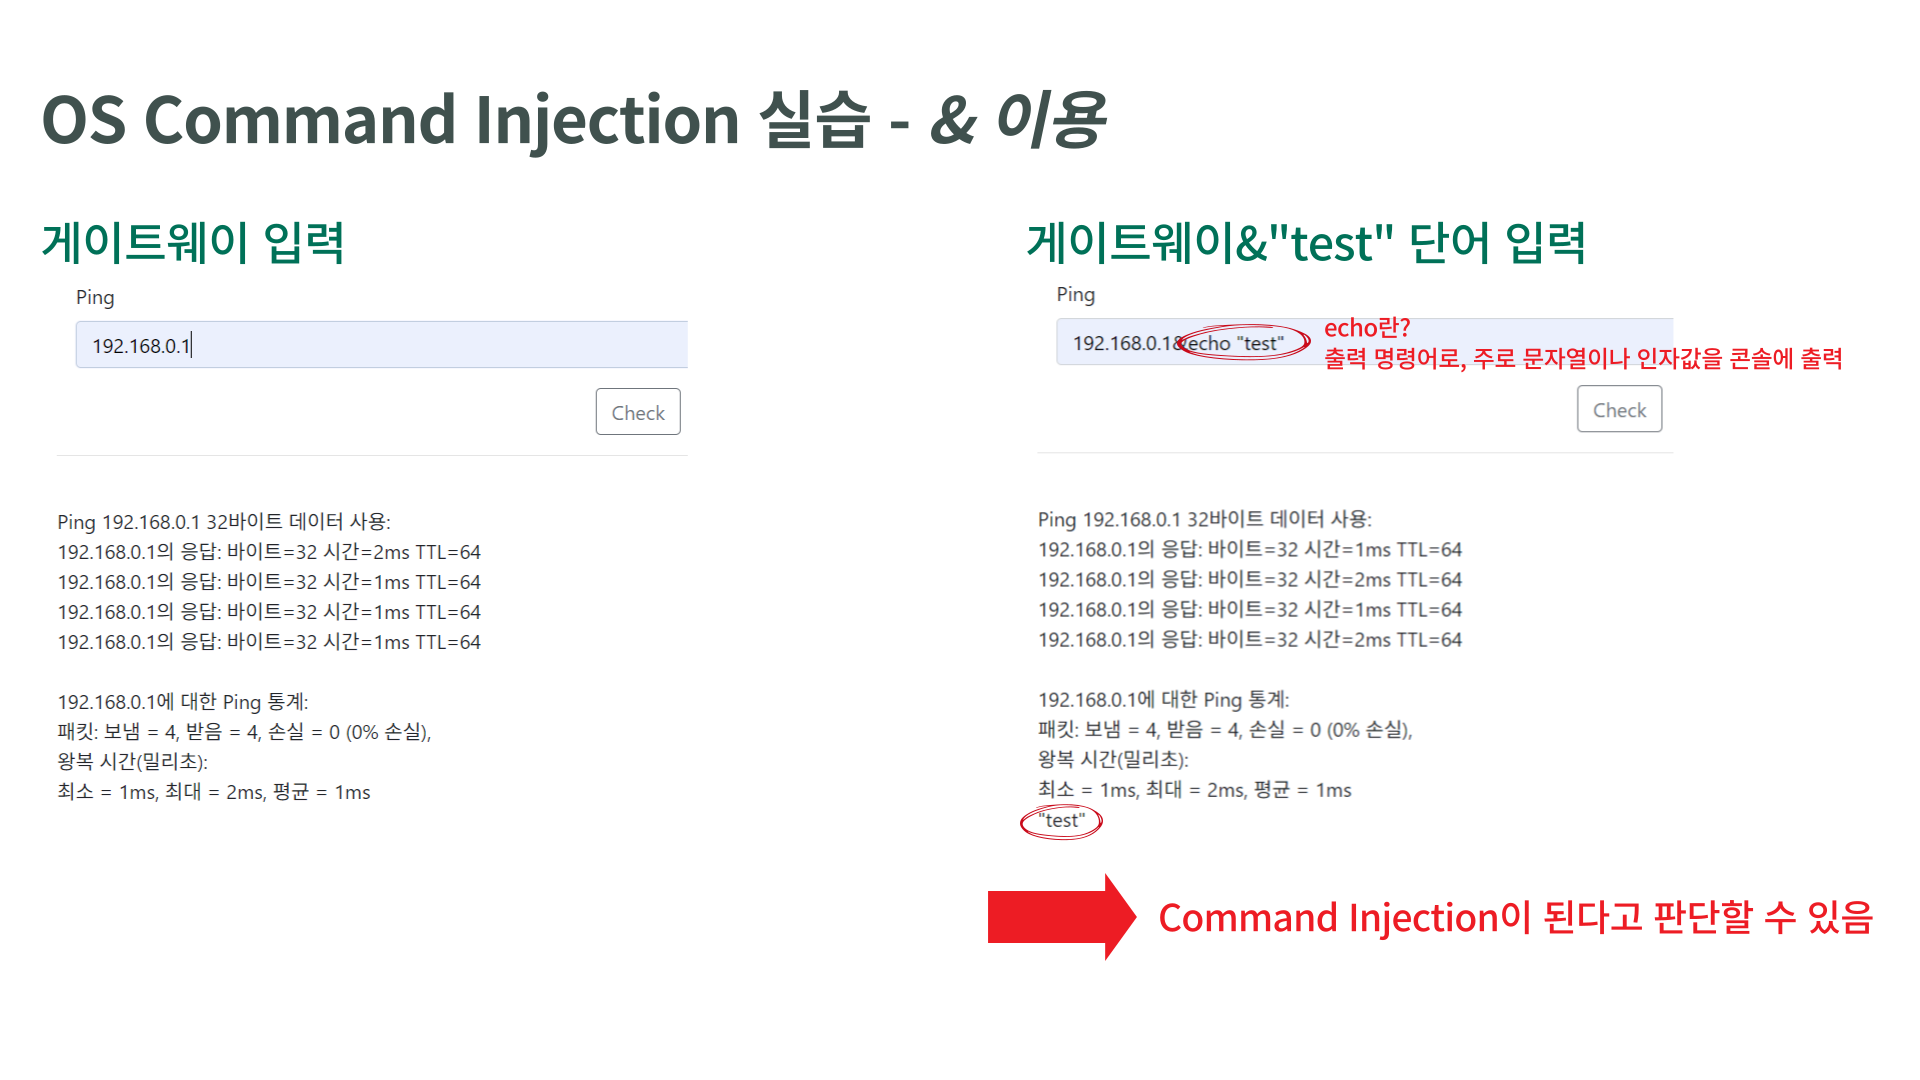 OS Command Injection 실습 - & 이용
게이트웨이 입력
Ping
192.168.0.1
Check
Ping 192.168.0.1 32바이트 데이터 사용:
192.168.0.1의 응답: 바이트=32 시간=2ms TTL=64
192.168.0.1의 응답: 바이트=32 시간=1ms TTL=64
192.168.0.1의 응답: 바이트=32 시간=1ms TTL=64
192.168.0.1의 응답: 바이트=32 시간=1ms TTL=64
192.168.0.1에 대한 Ping 통계:
패킷: 보냄 = 4, 받음 = 4, 손실 = 0 (0% 손실),
왕복 시간(밀리초):
최소 = 1ms, 최대 = 2ms, 평균 = 1ms
게이트웨이&"test" 단어 입력
Ping
192.168.0.1&echo "test"
echo란?
출력 명령어로, 주로 문자열이나 인자값을 콘솔에 출력
Check
Ping 192.168.0.1 32바이트 데이터 사용:
192.168.0.1의 응답: 바이트=32 시간=1ms TTL=64
192.168.0.1의 응답: 바이트=32 시간=2ms TTL=64
192.168.0.1의 응답: 바이트=32 시간=1ms TTL=64
192.168.0.1의 응답: 바이트=32 시간=2ms TTL=64
192.168.0.1에 대한 Ping 통계:
패킷: 보냄 = 4, 받음 = 4, 손실 = 0 (0% 손실),
왕복 시간(밀리초):
최소 = 1ms, 최대 = 2ms, 평균 = 1ms
"test"
Command Injection이 된다고 판단할 수 있음